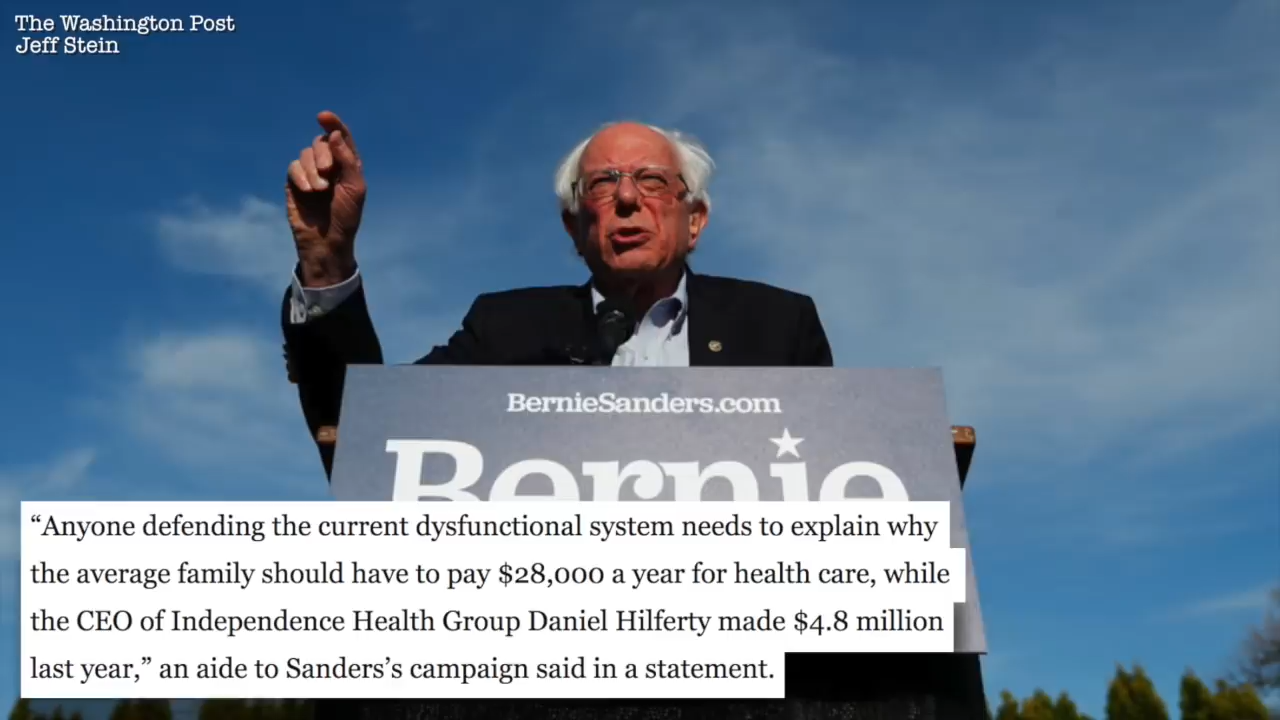 The Washington Post
Jeff Stein
BernieSanders.com
Bernie
“Anyone defending the current dysfunctional system needs to explain why
the average family should have to pay $28,000 a year for health care, while
the CEO of Independence Health Group Daniel Hilferty made $4.8 million
last year,” an aide to Sanders’s campaign said in a statement.